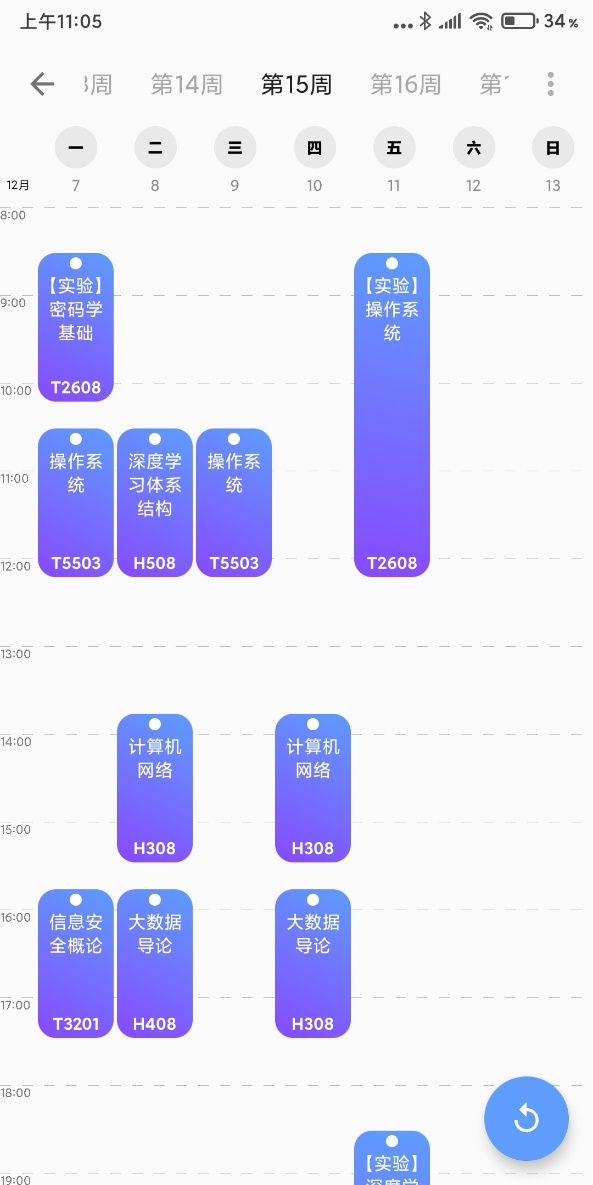 上午11:05
34%
周
第14周
第15周
第16周
第
一
二
三
四
五
六
日
12月
7
8
9
10
11
12
13
8:00
9:00
10:00
11:00
12:00
13:00
14:00
15:00
16:00
17:00
18:00
19:00
【实验】
密码学
基础
T2608
【实验】
操作系
统
T2608
操作系
统
T5503
深度学
习体系
结构
H508
操作系
统
T5503
计算机
网络
H308
计算机
网络
H308
信息安
全概论
T3201
大数据
导论
H408
大数据
导论
H308
【实验】
深度学